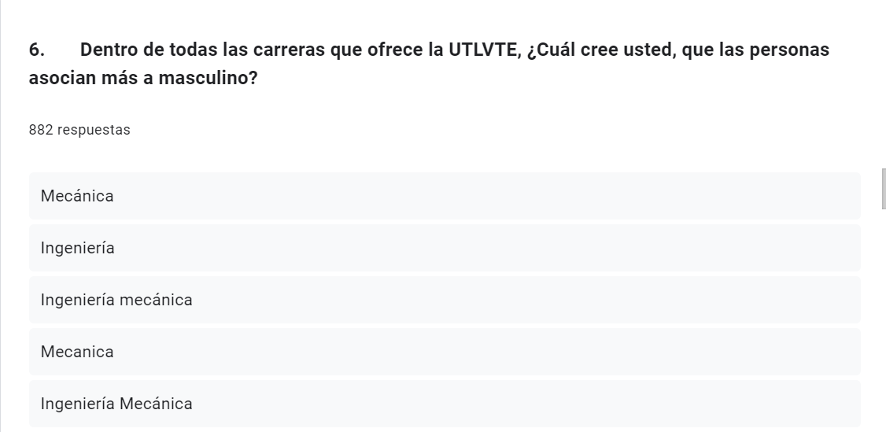 6. Dentro de todas las carreras que ofrece la UTLVTE, ¿Cuál cree usted, que las personas
asocian más a masculino?
882 respuestas
Mecánica
Ingeniería
Ingeniería mecánica
Mecanica
Ingeniería Mecánica